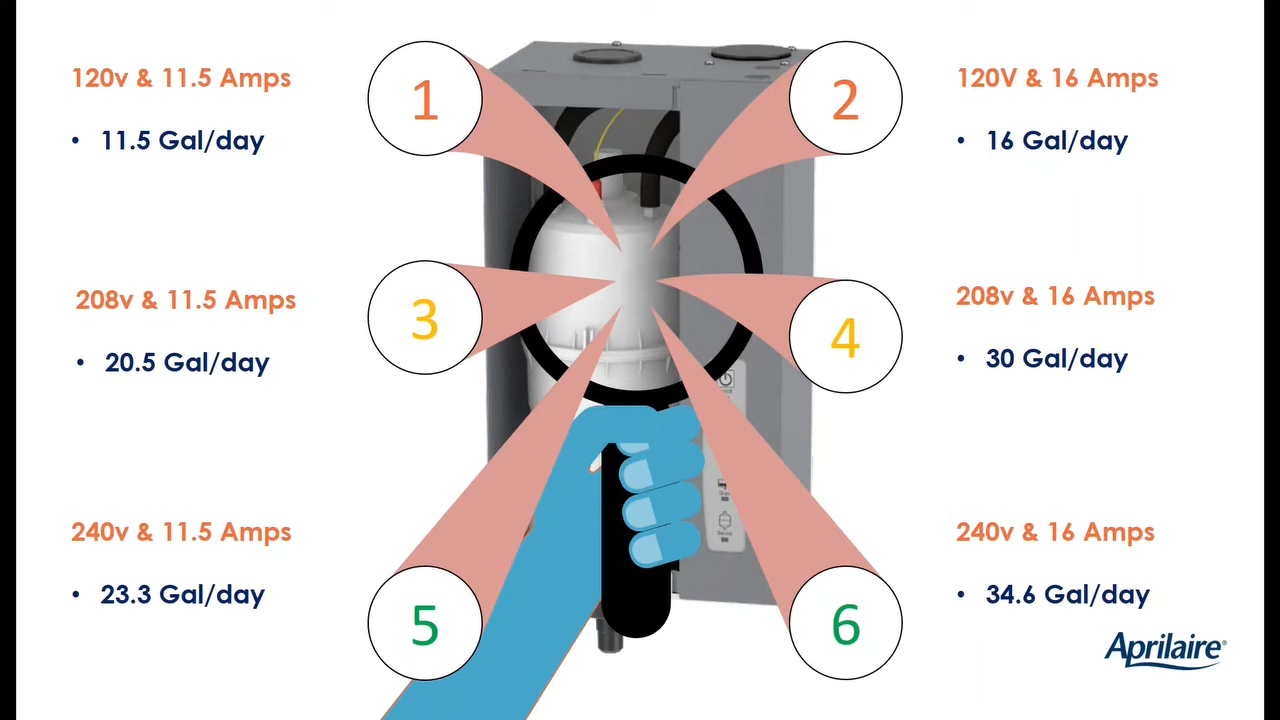 120v & 11.5 Amps
• 11.5 Gal/day
1
2
120V & 16 Amps
• 16 Gal/day
208v & 11.5 Amps
• 20.5 Gal/day
3
4
208v & 16 Amps
• 30 Gal/day
240v & 11.5 Amps
• 23.3 Gal/day
5
6
240v & 16 Amps
• 34.6 Gal/day
Aprilaire®